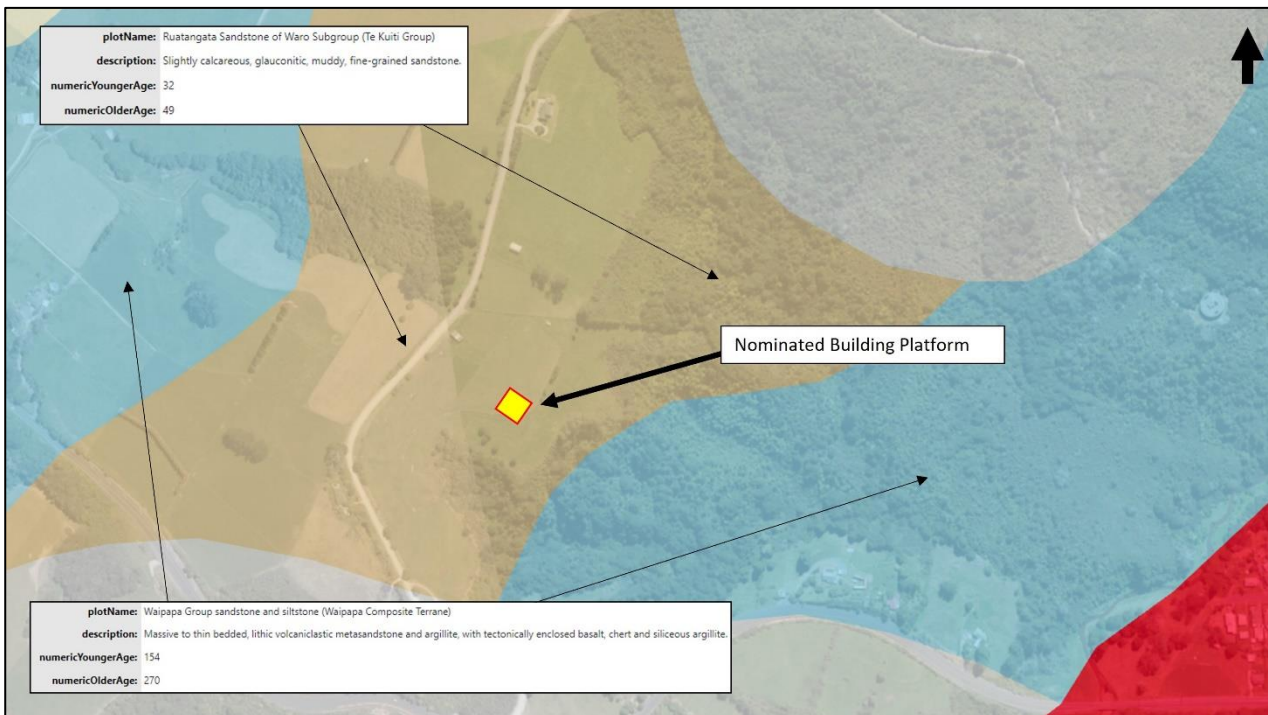 plotName: Ruatangata Sandstone of Waro Subgroup (Te Kuiti Group)
description: Slightly calcareous, glauconitic, muddy, fine-grained sandstone.
numericYoungerAge: 32
numericOlderAge: 49
Nominated Building Platform
plotName: Waipapa Group sandstone and siltstone (Waipapa Composite Terrane)
description: Massive to thin bedded, lithic volcaniclastic metasandstone and argillite, with tectonically enclosed basalt, chert and siliceous argillite.
numericYoungerAge: 154
numericOlderAge: 270